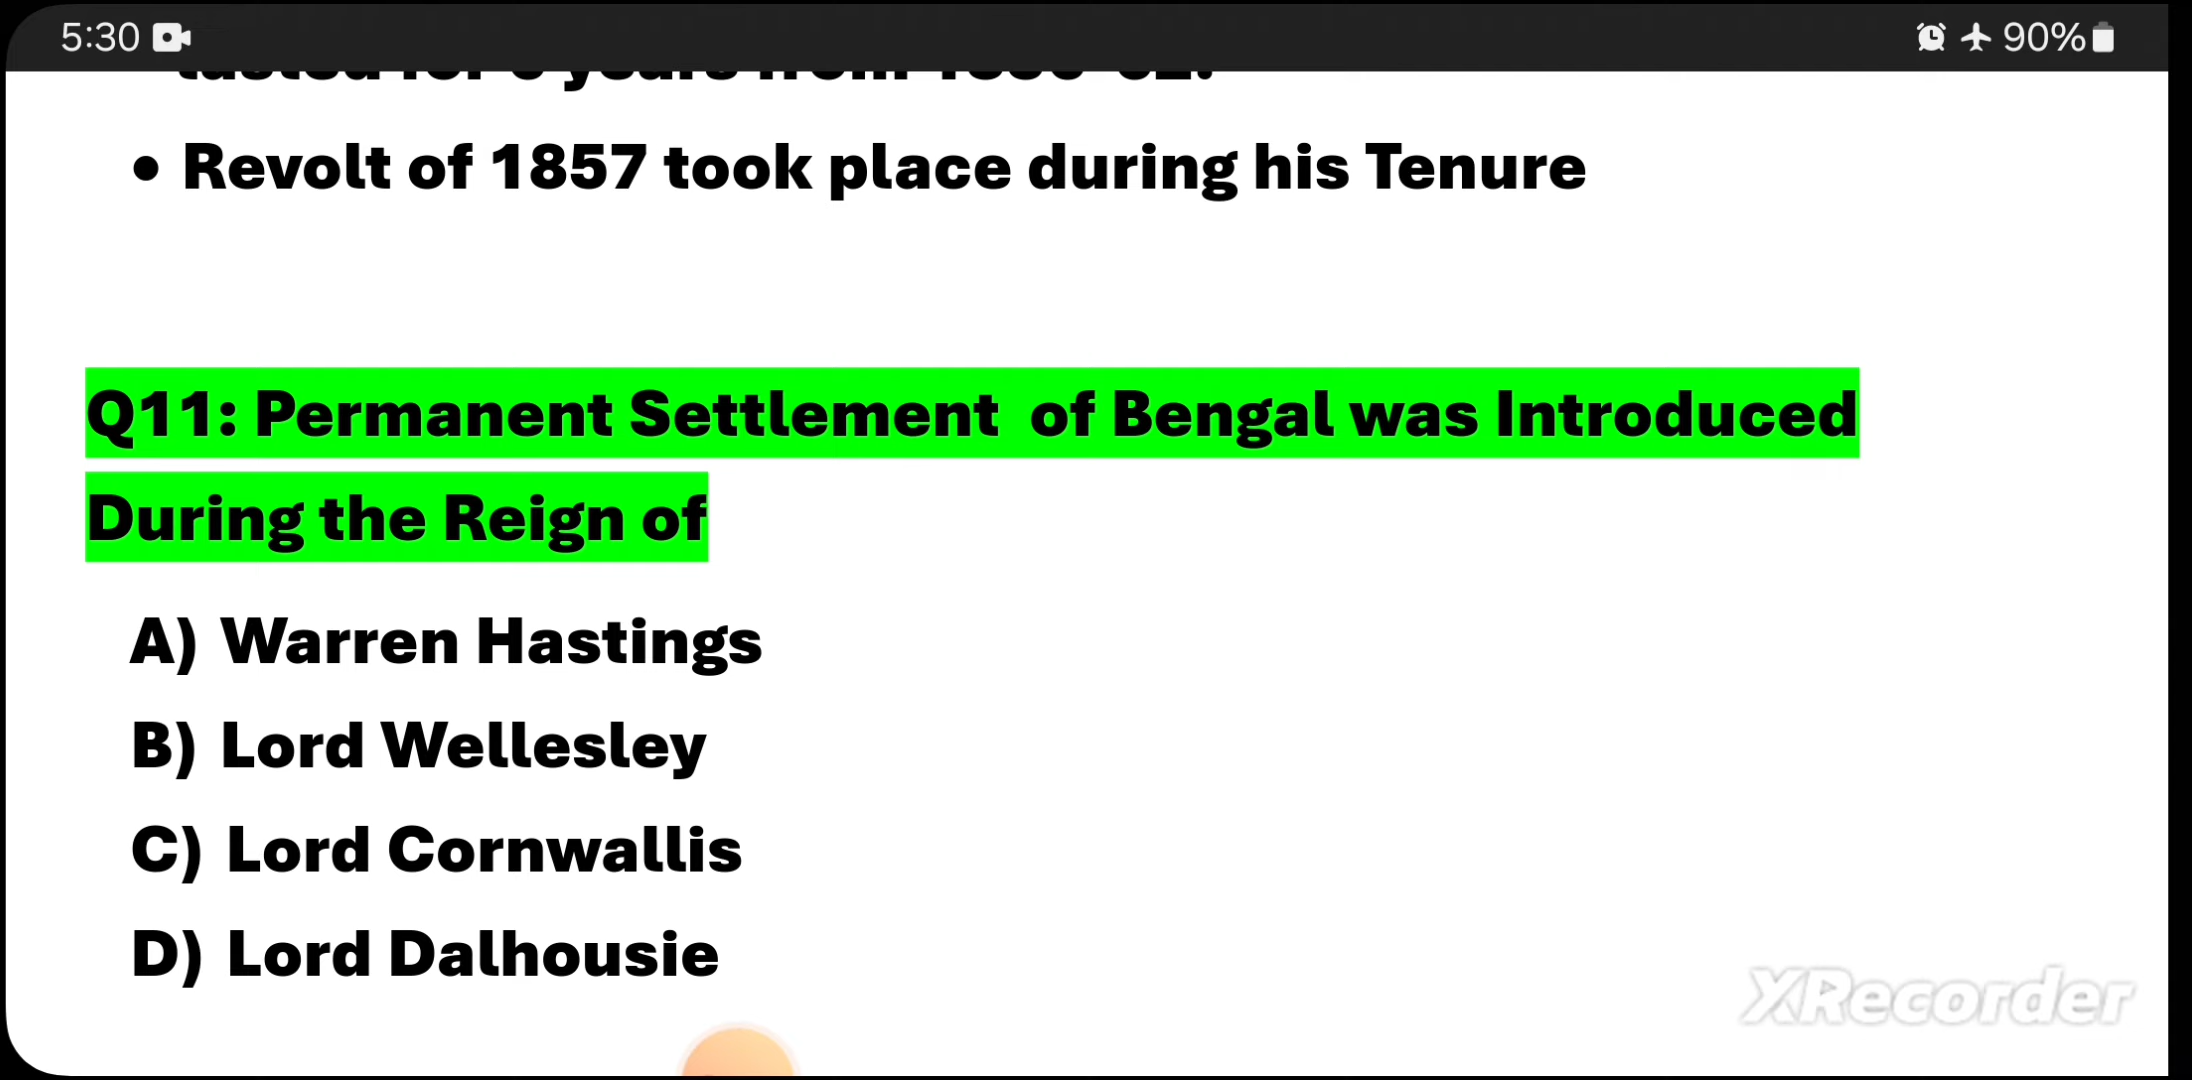 5:30
90%
• Revolt of 1857 took place during his Tenure
Q11: Permanent Settlement of Bengal was Introduced
During the Reign of
A) Warren Hastings
B) Lord Wellesley
C) Lord Cornwallis
D) Lord Dalhousie
XRecorder